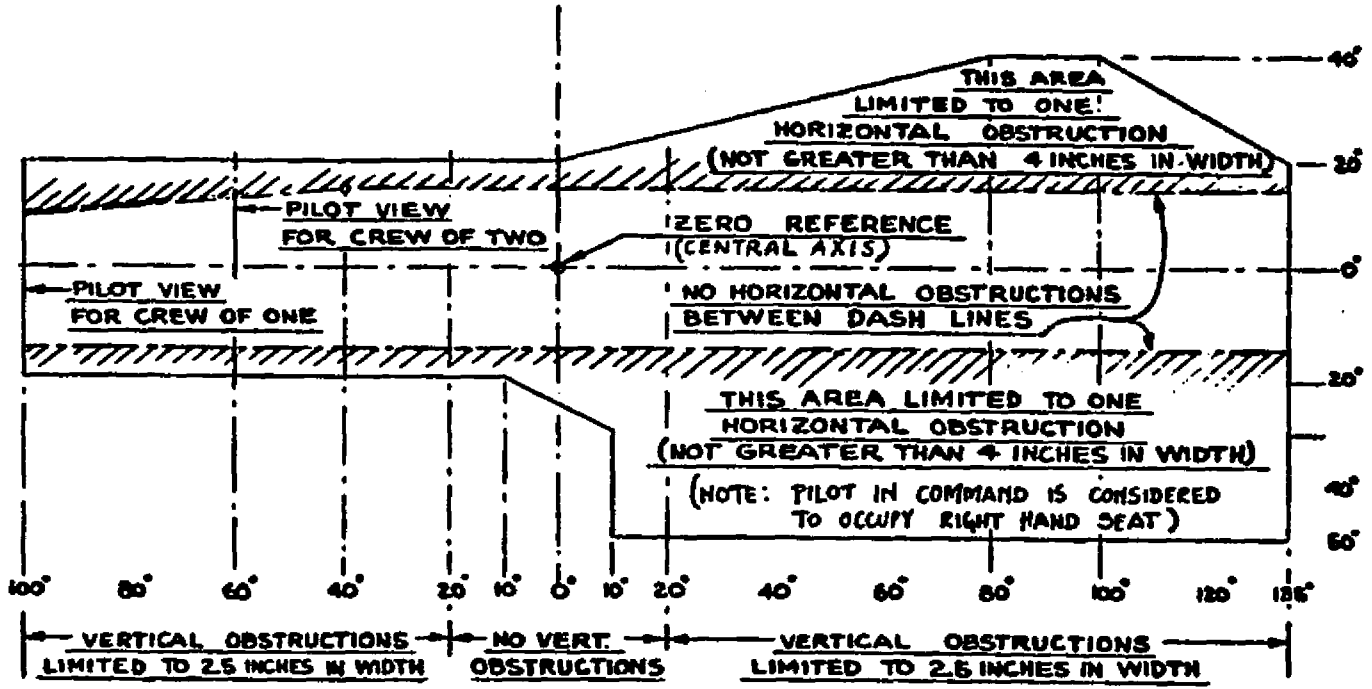 40°
THIS AREA
LIMITED TO ONE!
HORIZONTAL OBSTRUCTION
(NOT GREATER THAN 4 INCHES IN WIDTH)
20°
PILOT VIEW
FOR CREW OF TWO
ZERO REFERENCE
(CENTRAL AXIS)
0°
PILOT VIEW
FOR CREW OF ONE
NO HORIZONTAL OBSTRUCTIONS
BETWEEN DASH LINES
20°
THIS AREA LIMITED TO ONE
HORIZONTAL OBSTRUCTION
(NOT GREATER THAN 4 INCHES IN WIDTH)
(NOTE: PILOT IN COMMAND IS CONSIDERED
TO OCCUPY RIGHT HAND SEAT)
40°
50°
100° 80° 60° 40° 20° 10° 0° 10° 20° 40° 60° 80° 100° 120° 135°
VERTICAL OBSTRUCTIONS
LIMITED TO 2.5 INCHES IN WIDTH
NO VERT.
OBSTRUCTIONS
VERTICAL OBSTRUCTIONS
LIMITED TO 2.5 INCHES IN WIDTH